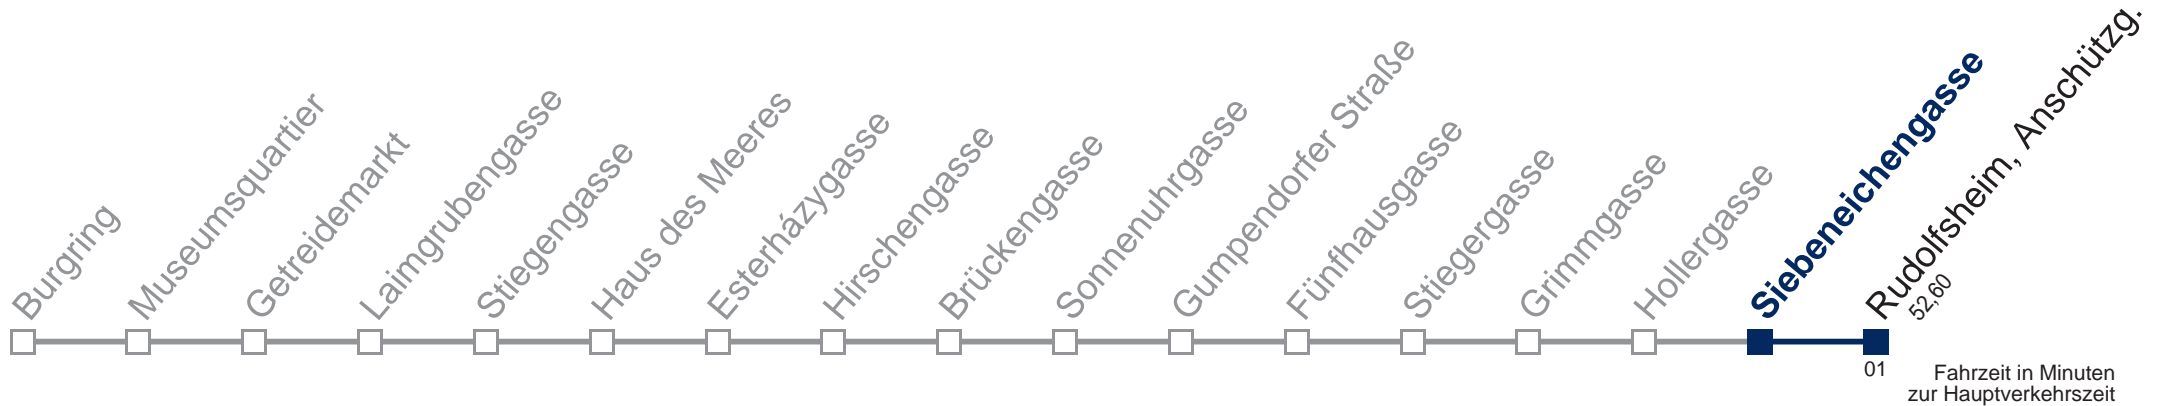 Burgring
Museumsquartier
Getreidemarkt
Laimgrubengasse
Stiegengasse
Haus des Meeres
Esterházygasse
Hirschengasse
Brückengasse
Sonnenuhrgasse
Gumpendorfer Straße
Fünfhausgasse
Stiegergasse
Grimmgasse
Hollergasse
Siebeneichengasse
Rudolfsheim, Anschützg.
52,60
01
Fahrzeit in Minuten
zur Hauptverkehrszeit